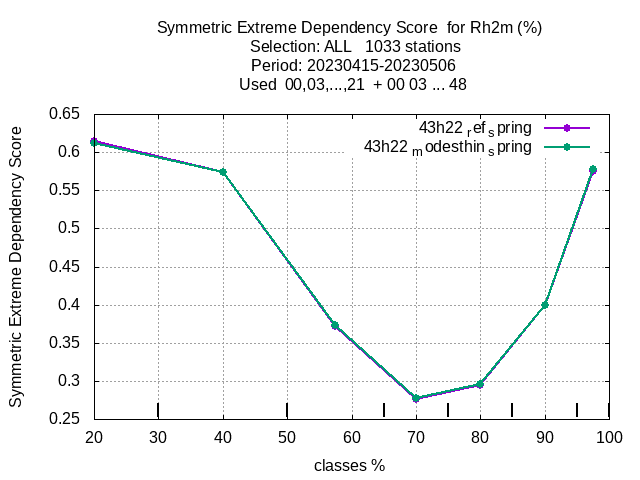 Symmetric Extreme Dependency Score  for Rh2m (%)
Selection: ALL   1033 stations
Period: 20230415-20230506
Used  00,03,...,21  + 00 03 ... 48
Symmetric Extreme Dependency Score
0.65
0.6
0.55
0.5
0.45
0.4
0.35
0.3
0.25
43h22 ref spring
43h22 modesthin spring
20 30 40 50 60 70 80 90 100
classes %